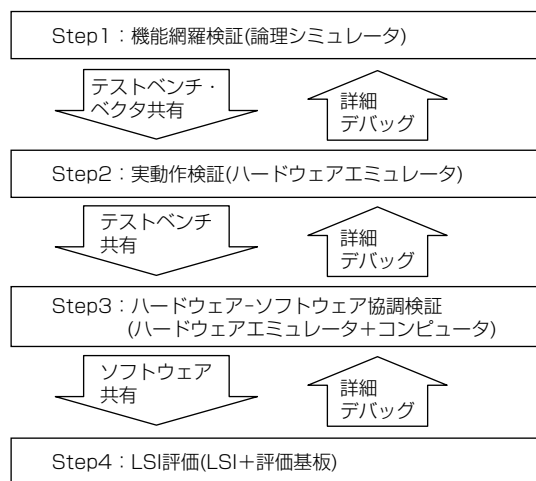 Step1：機能網羅検証(論理シミュレータ)
テストベンチ・
ベクタ共有
詳細
デバッグ
Step2：実動作検証(ハードウェアエミュレータ)
テストベンチ
共有
詳細
デバッグ
Step3：ハードウェア-ソフトウェア協調検証
(ハードウェアエミュレータ＋コンピュータ)
ソフトウェア
共有
詳細
デバッグ
Step4：LSI評価(LSI＋評価基板)